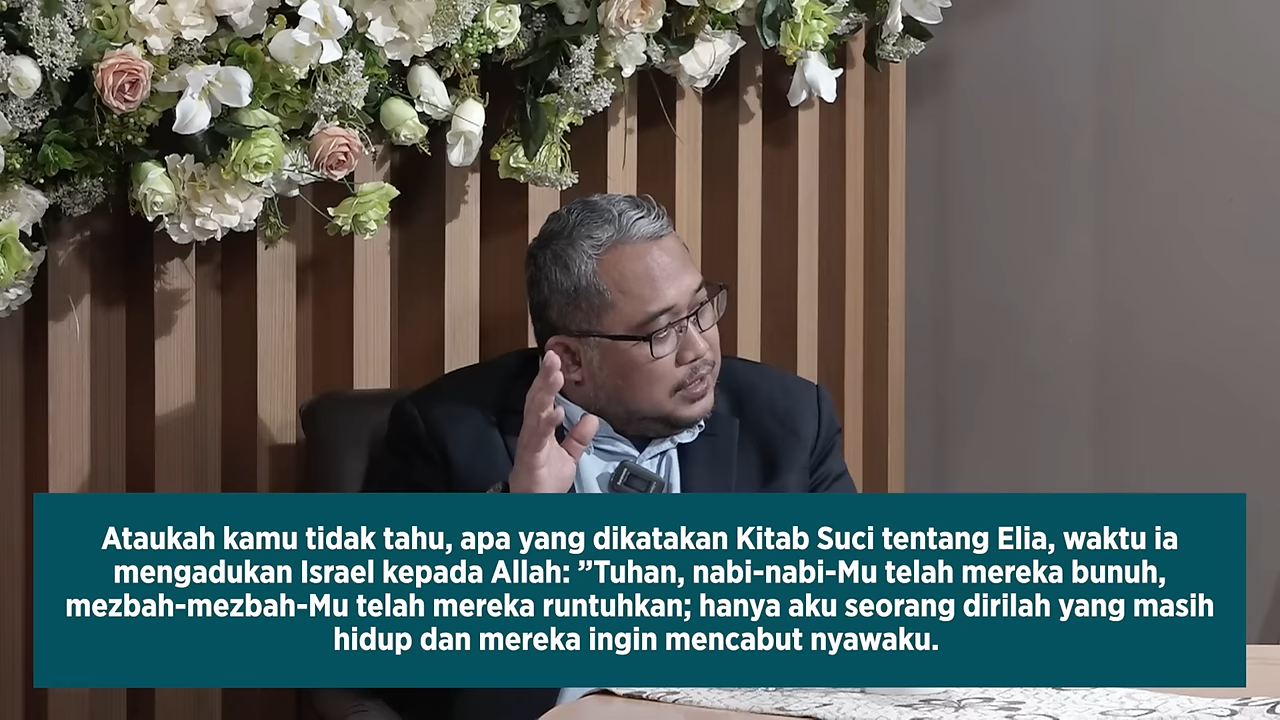 Ataukah kamu tidak tahu, apa yang dikatakan Kitab Suci tentang Elia, waktu ia
mengadukan Israel kepada Allah: ”Tuhan, nabi-nabi-Mu telah mereka bunuh,
mezbah-mezbah-Mu telah mereka runtuhkan; hanya aku seorang dirilah yang masih
hidup dan mereka ingin mencabut nyawaku.